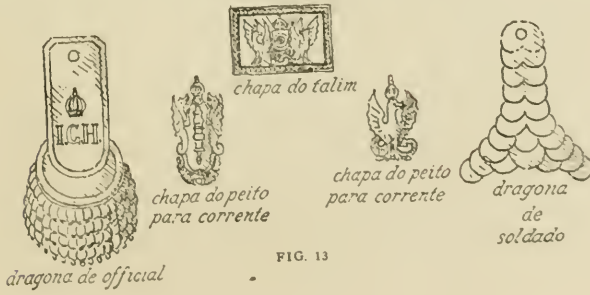 chapa do talim
I.C.H.
chapa do peito
para corrente
chapa do peito
para corrente
dragona
de
soldado
FIG. 13
dragona de official